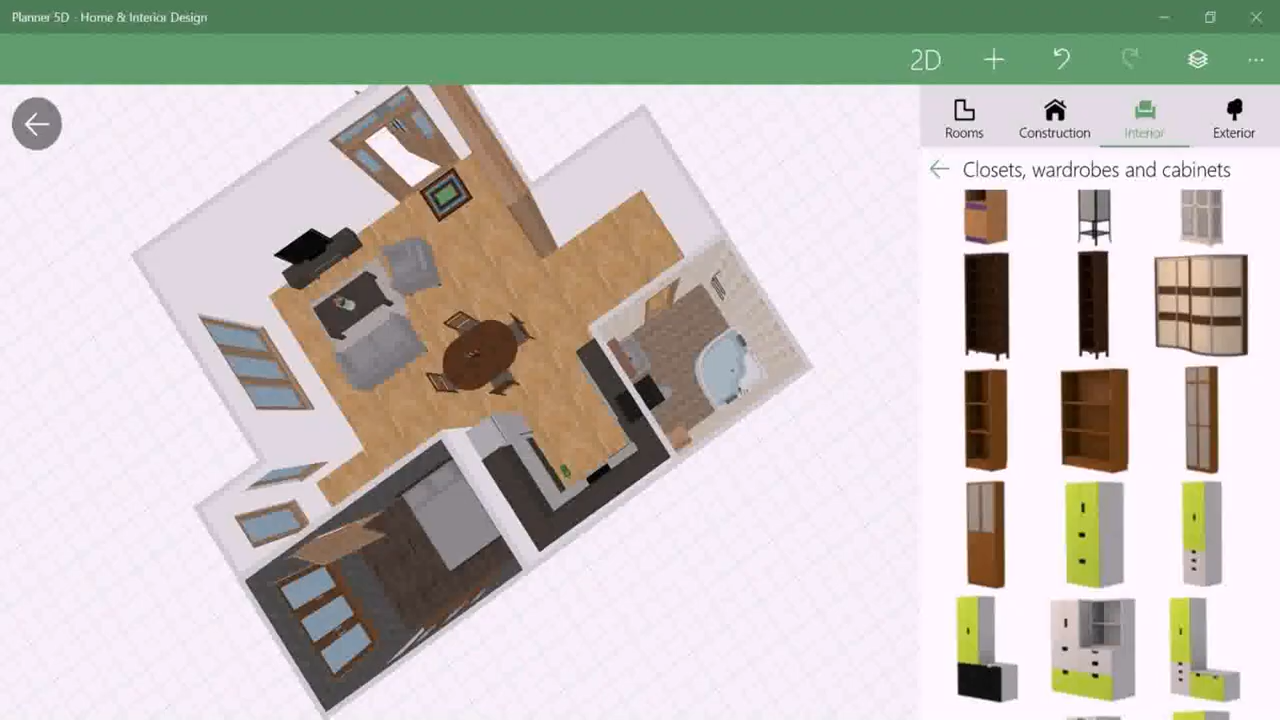 Planner 5D - Home & Interior Design
2D
Rooms
Construction
Interior
Exterior
Closets, wardrobes and cabinets